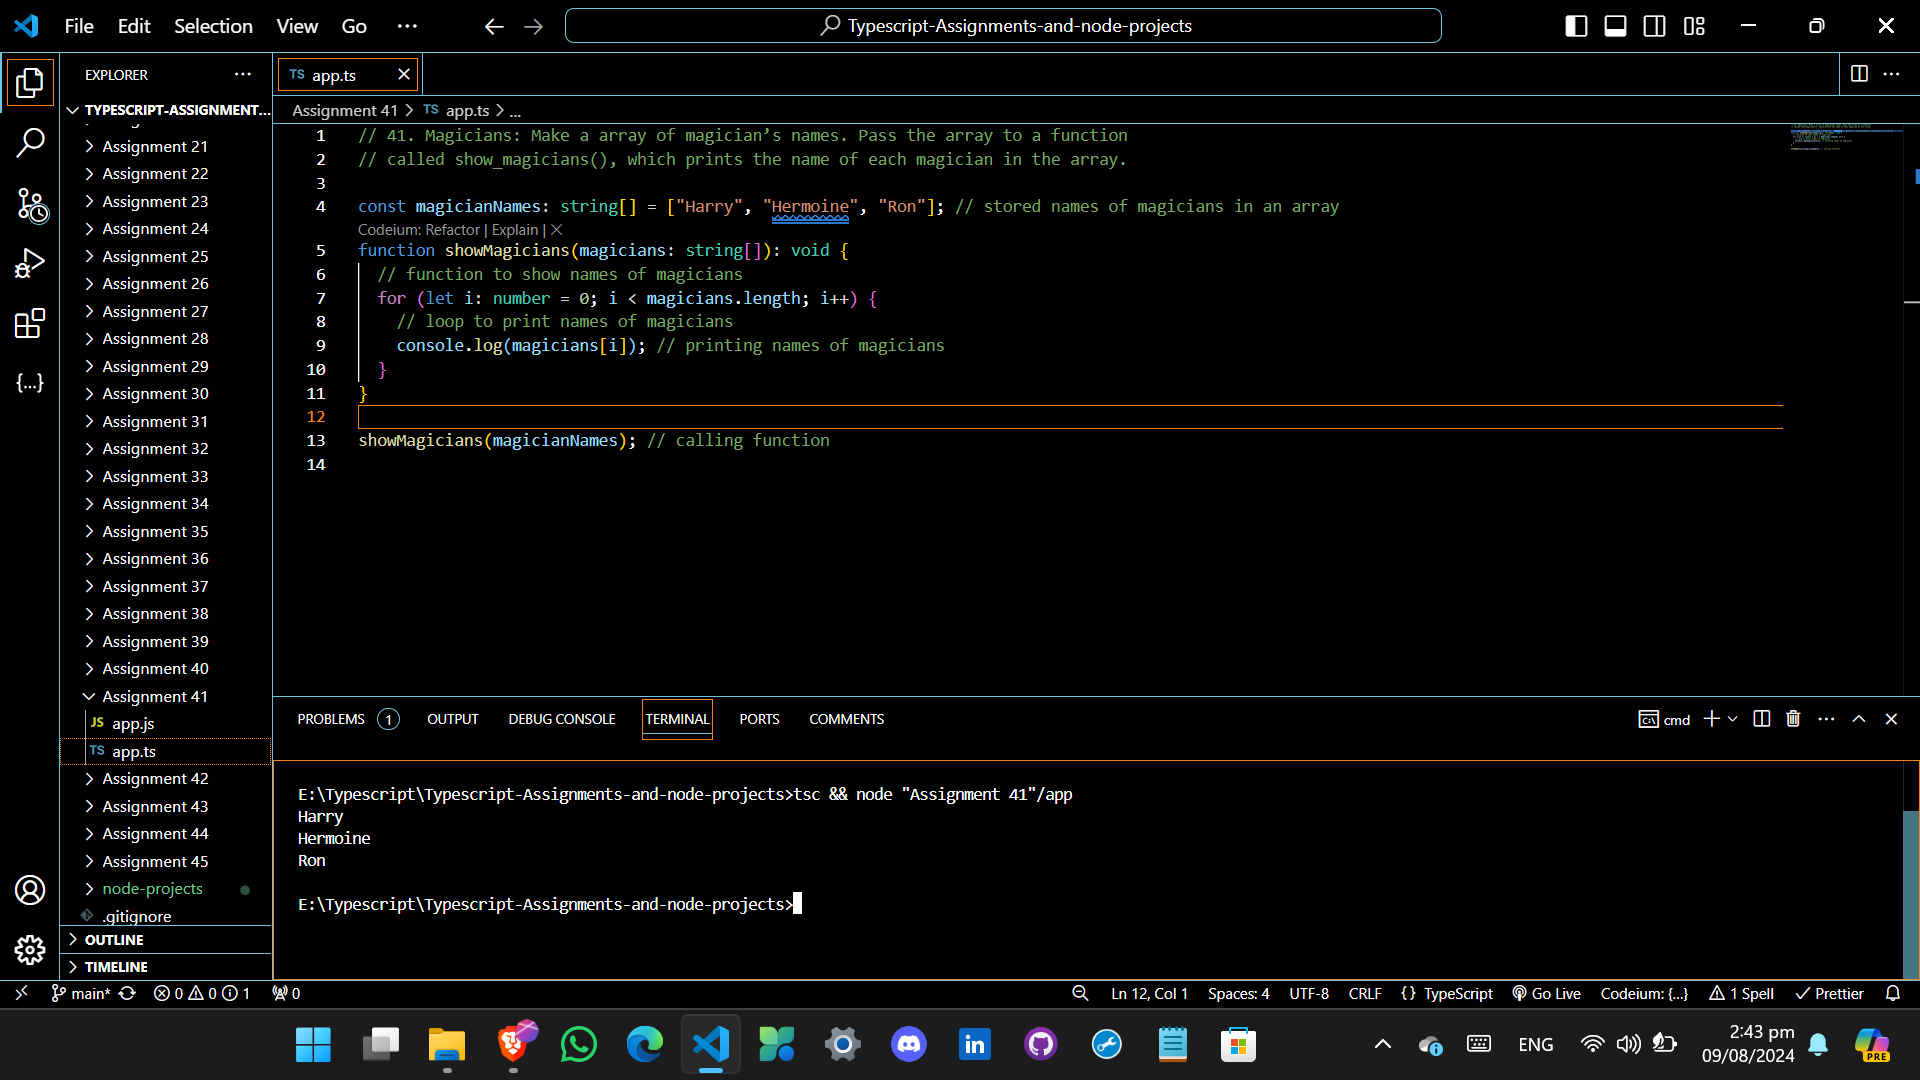 File Edit Selection View Go ···
Typescript-Assignments-and-node-projects
EXPLORER ···
TYPESCRIPT-ASSIGNMENT...
Assignment 21
Assignment 22
Assignment 23
Assignment 24
Assignment 25
Assignment 26
Assignment 27
Assignment 28
Assignment 29
Assignment 30
Assignment 31
Assignment 32
Assignment 33
Assignment 34
Assignment 35
Assignment 36
Assignment 37
Assignment 38
Assignment 39
Assignment 40
Assignment 41
JS app.js
TS app.ts
Assignment 42
Assignment 43
Assignment 44
Assignment 45
node-projects
.gitignore
OUTLINE
TIMELINE
TS app.ts
Assignment 41 > TS app.ts > ...
1 // 41. Magicians: Make a array of magician’s names. Pass the array to a function
2 // called show_magicians(), which prints the name of each magician in the array.
3
4 const magicianNames: string[] = ["Harry", "Hermoine", "Ron"]; // stored names of magicians in an array
Codeium: Refactor | Explain | ×
5 function showMagicians(magicians: string[]): void {
6 // function to show names of magicians
7 for (let i: number = 0; i < magicians.length; i++) {
8 // loop to print names of magicians
9 console.log(magicians[i]); // printing names of magicians
10 }
11 }
12
13 showMagicians(magicianNames); // calling function
14
PROBLEMS 1 OUTPUT DEBUG CONSOLE TERMINAL PORTS COMMENTS
cmd
E:\Typescript\Typescript-Assignments-and-node-projects>tsc && node "Assignment 41"/app
Harry
Hermoine
Ron
E:\Typescript\Typescript-Assignments-and-node-projects>
main* 0 0 1 0
Ln 12, Col 1 Spaces: 4 UTF-8 CRLF {} TypeScript Go Live Codeium: {...} 1 Spell Prettier
ENG
2:43 pm
09/08/2024
PRE